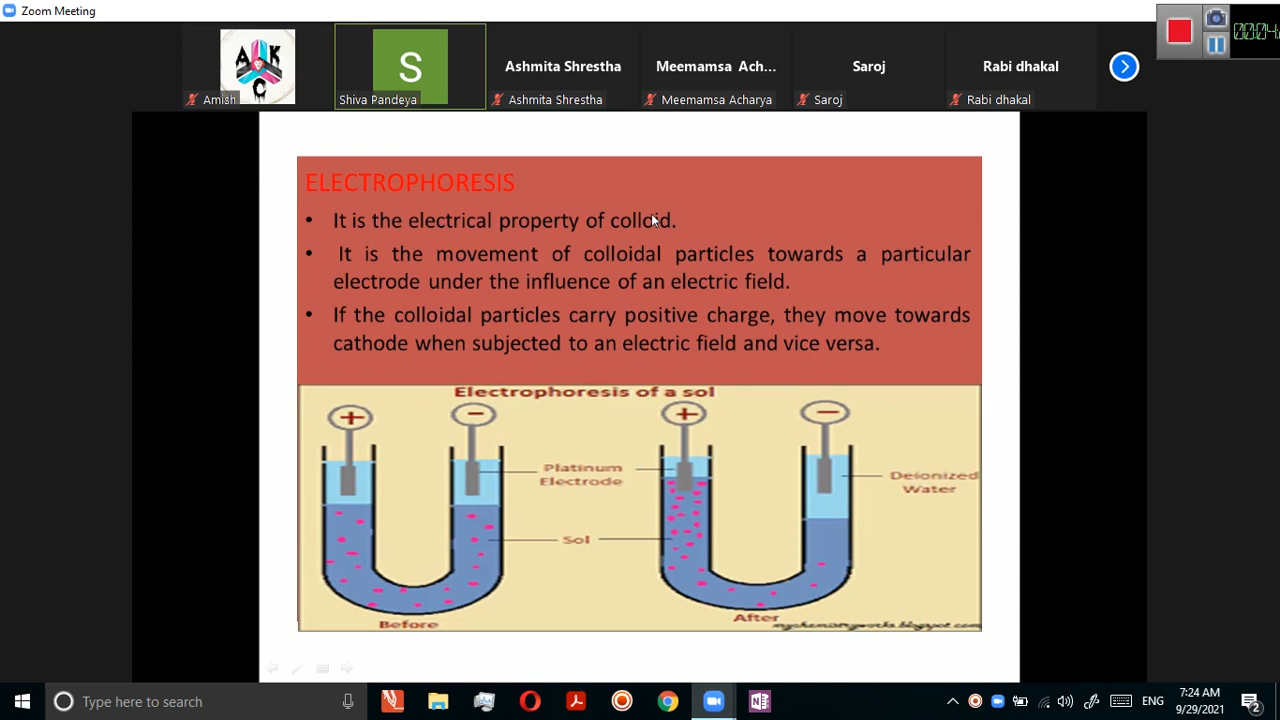 Zoom Meeting
A K C
S
Ashmita Shrestha
Meemamsa Ach...
Saroj
Rabi dhakal
Amish
Shiva Pandeya
Ashmita Shrestha
Meemamsa Acharya
Saroj
Rabi dhakal
ELECTROPHORESIS
• It is the electrical property of colloid.
• It is the movement of colloidal particles towards a particular
electrode under the influence of an electric field.
• If the colloidal particles carry positive charge, they move towards
cathode when subjected to an electric field and vice versa.
Electrophoresis of a sol
+ − + −
Platinum
Electrode
Deionized
Water
Sol
Before
After
mychemistryworks.blogspot.com
Type here to search
ENG
7:24 AM
9/29/2021
2